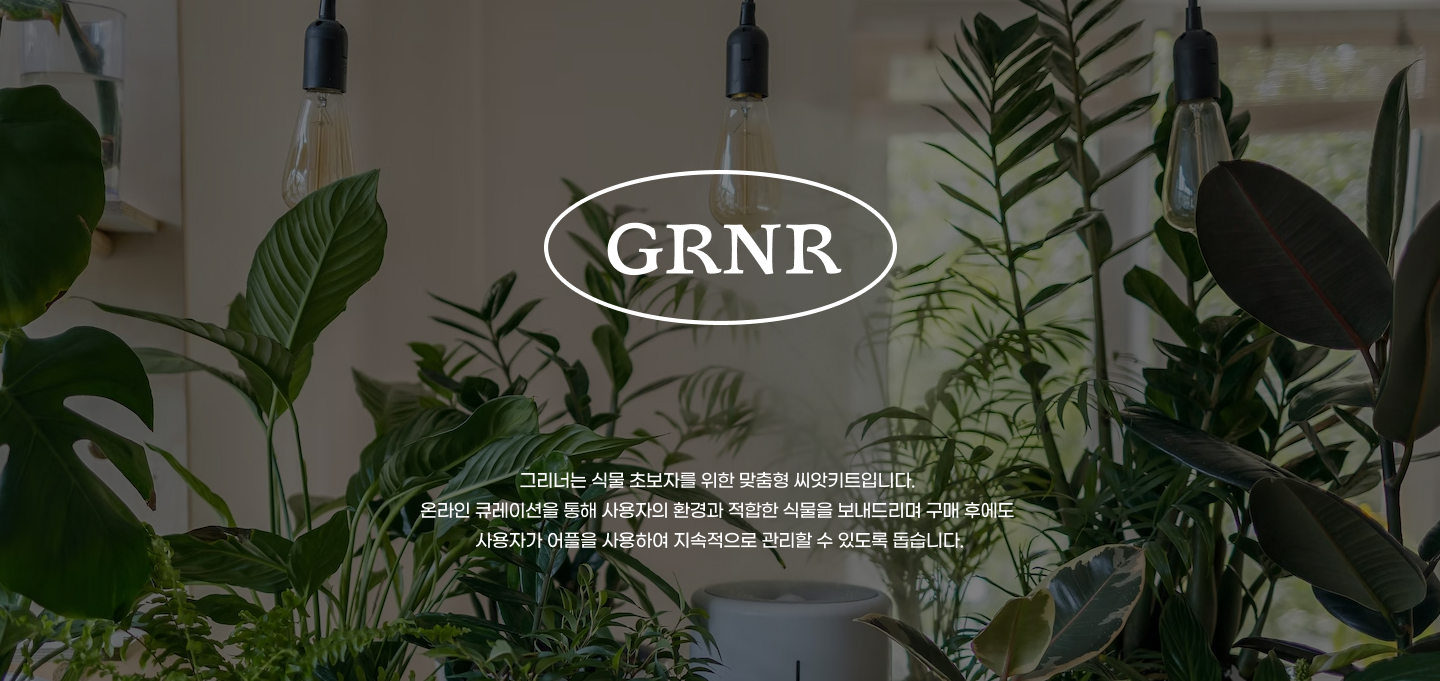 GRNR
그리너는 식물 초보자를 위한 맞춤형 씨앗키트입니다.
온라인 큐레이션을 통해 사용자의 환경과 적합한 식물을 보내드리며 구매 후에도
사용자가 어플을 사용하여 지속적으로 관리할 수 있도록 돕습니다.